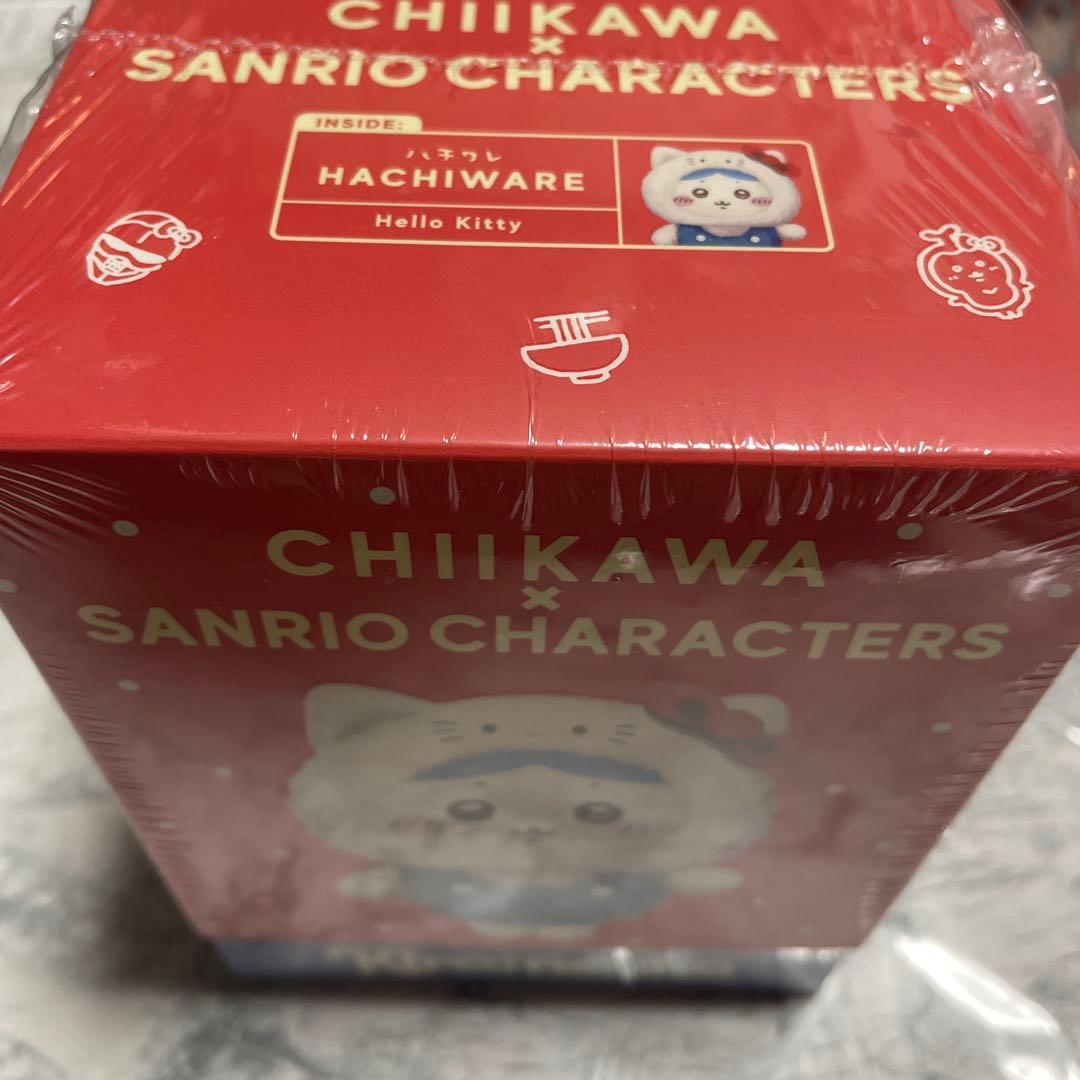 CHIIKAWA
×
SANRIO CHARACTERS
INSIDE:
ハチワレ
HACHIWARE
Hello Kitty
CHIIKAWA
×
SANRIO CHARACTERS